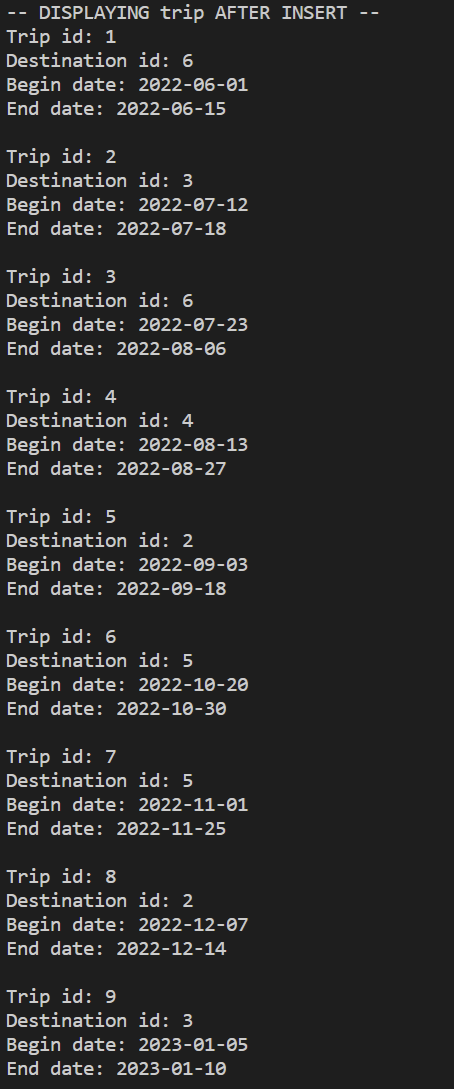 -- DISPLAYING trip AFTER INSERT --
Trip id: 1
Destination id: 6
Begin date: 2022-06-01
End date: 2022-06-15
Trip id: 2
Destination id: 3
Begin date: 2022-07-12
End date: 2022-07-18
Trip id: 3
Destination id: 6
Begin date: 2022-07-23
End date: 2022-08-06
Trip id: 4
Destination id: 4
Begin date: 2022-08-13
End date: 2022-08-27
Trip id: 5
Destination id: 2
Begin date: 2022-09-03
End date: 2022-09-18
Trip id: 6
Destination id: 5
Begin date: 2022-10-20
End date: 2022-10-30
Trip id: 7
Destination id: 5
Begin date: 2022-11-01
End date: 2022-11-25
Trip id: 8
Destination id: 2
Begin date: 2022-12-07
End date: 2022-12-14
Trip id: 9
Destination id: 3
Begin date: 2023-01-05
End date: 2023-01-10